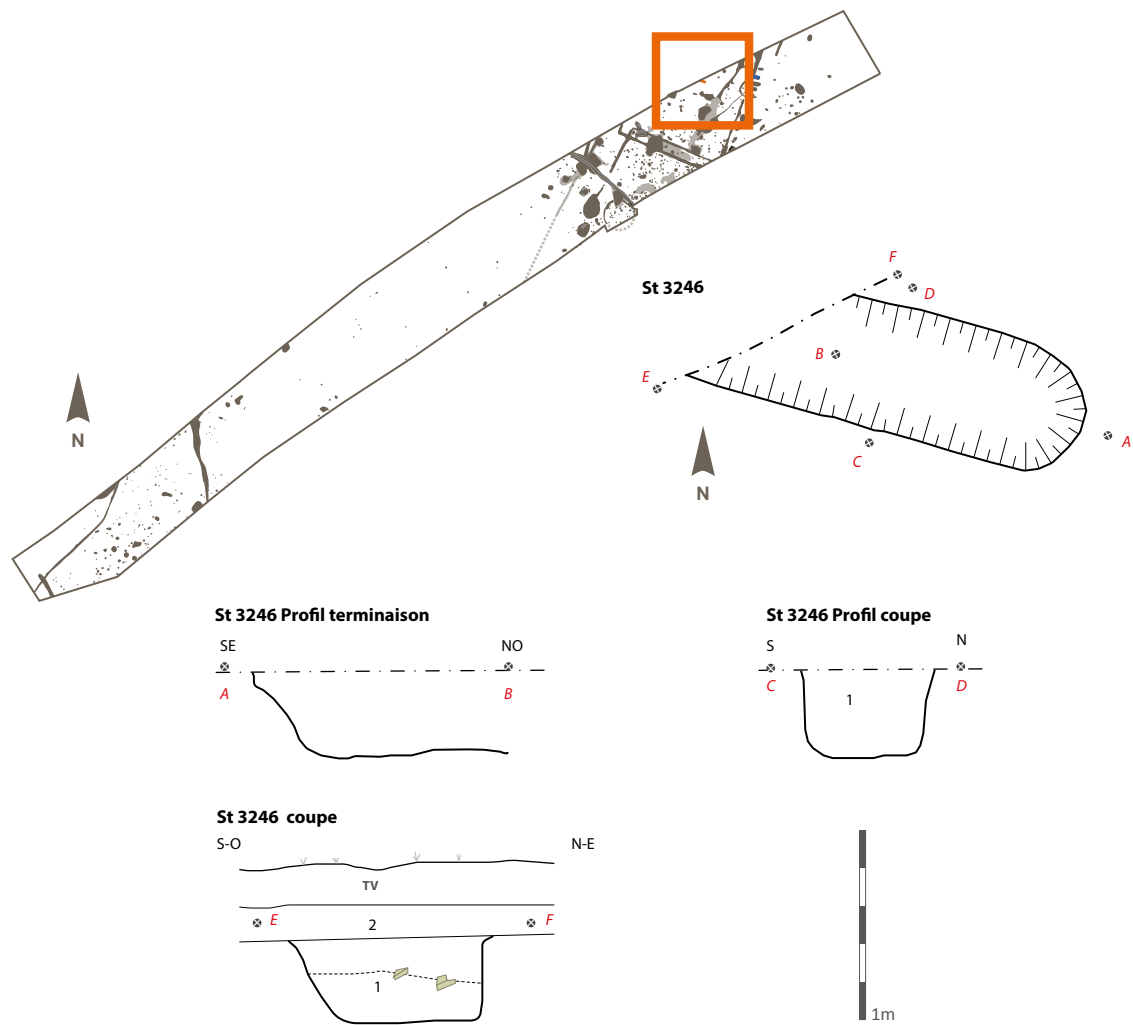 N
St 3246
F
D
B
E
A
C
N
St 3246 Profil terminaison
SE
NO
A
B
St 3246 Profil coupe
S
N
C
D
1
St 3246 coupe
S-O
N-E
TV
E
2
F
1
1m